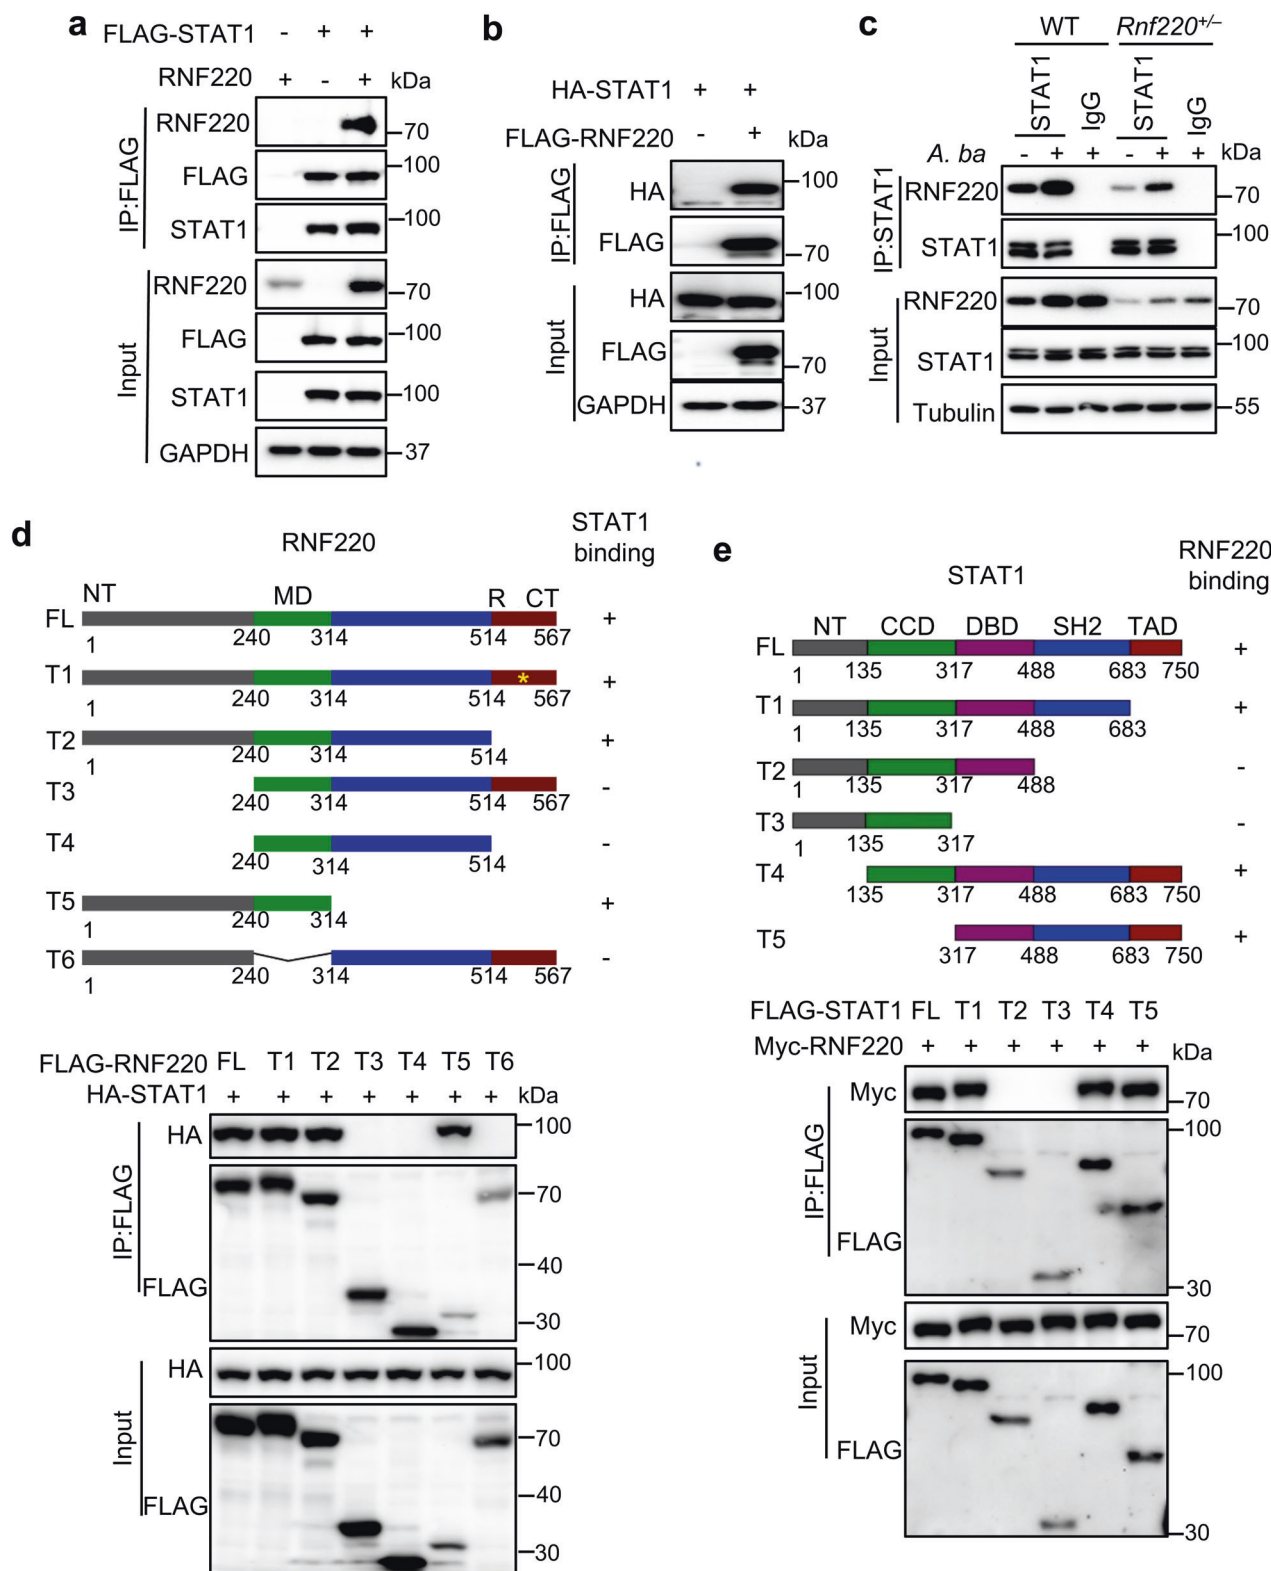 a
FLAG-STAT1 - + +
RNF220 + - + kDa
IP:FLAG
RNF220 70
FLAG 100
STAT1 100
Input
RNF220 70
FLAG 100
STAT1 100
GAPDH 37
b
HA-STAT1 + +
FLAG-RNF220 - + kDa
IP:FLAG
HA 100
FLAG 70
Input
HA 100
FLAG 70
GAPDH 37
c
WT Rnf220+/–
STAT1 IgG STAT1 IgG
A. ba - + + - + + kDa
IP:STAT1
RNF220 70
STAT1 100
Input
RNF220 70
STAT1 100
Tubulin 55
d
RNF220
STAT1
binding
NT MD R CT
FL +
1 240 314 514 567
T1 * +
1 240 314 514 567
T2 +
1 240 314 514
T3 -
240 314 514 567
T4 -
240 314 514
T5 +
1 240 314
T6 -
1 240 314 514 567
FLAG-RNF220 FL T1 T2 T3 T4 T5 T6
HA-STAT1 + + + + + + + kDa
IP:FLAG
HA 100
70
40
FLAG 30
Input
HA 100
70
40
FLAG
30
e
STAT1
RNF220
binding
NT CCD DBD SH2 TAD
FL +
1 135 317 488 683 750
T1 +
1 135 317 488 683
T2 -
1 135 317 488
T3 -
1 135 317
T4 +
135 317 488 683 750
T5 +
317 488 683 750
FLAG-STAT1 FL T1 T2 T3 T4 T5
Myc-RNF220 + + + + + + kDa
IP:FLAG
Myc 70
100
FLAG
30
Input
Myc 70
100
FLAG
30